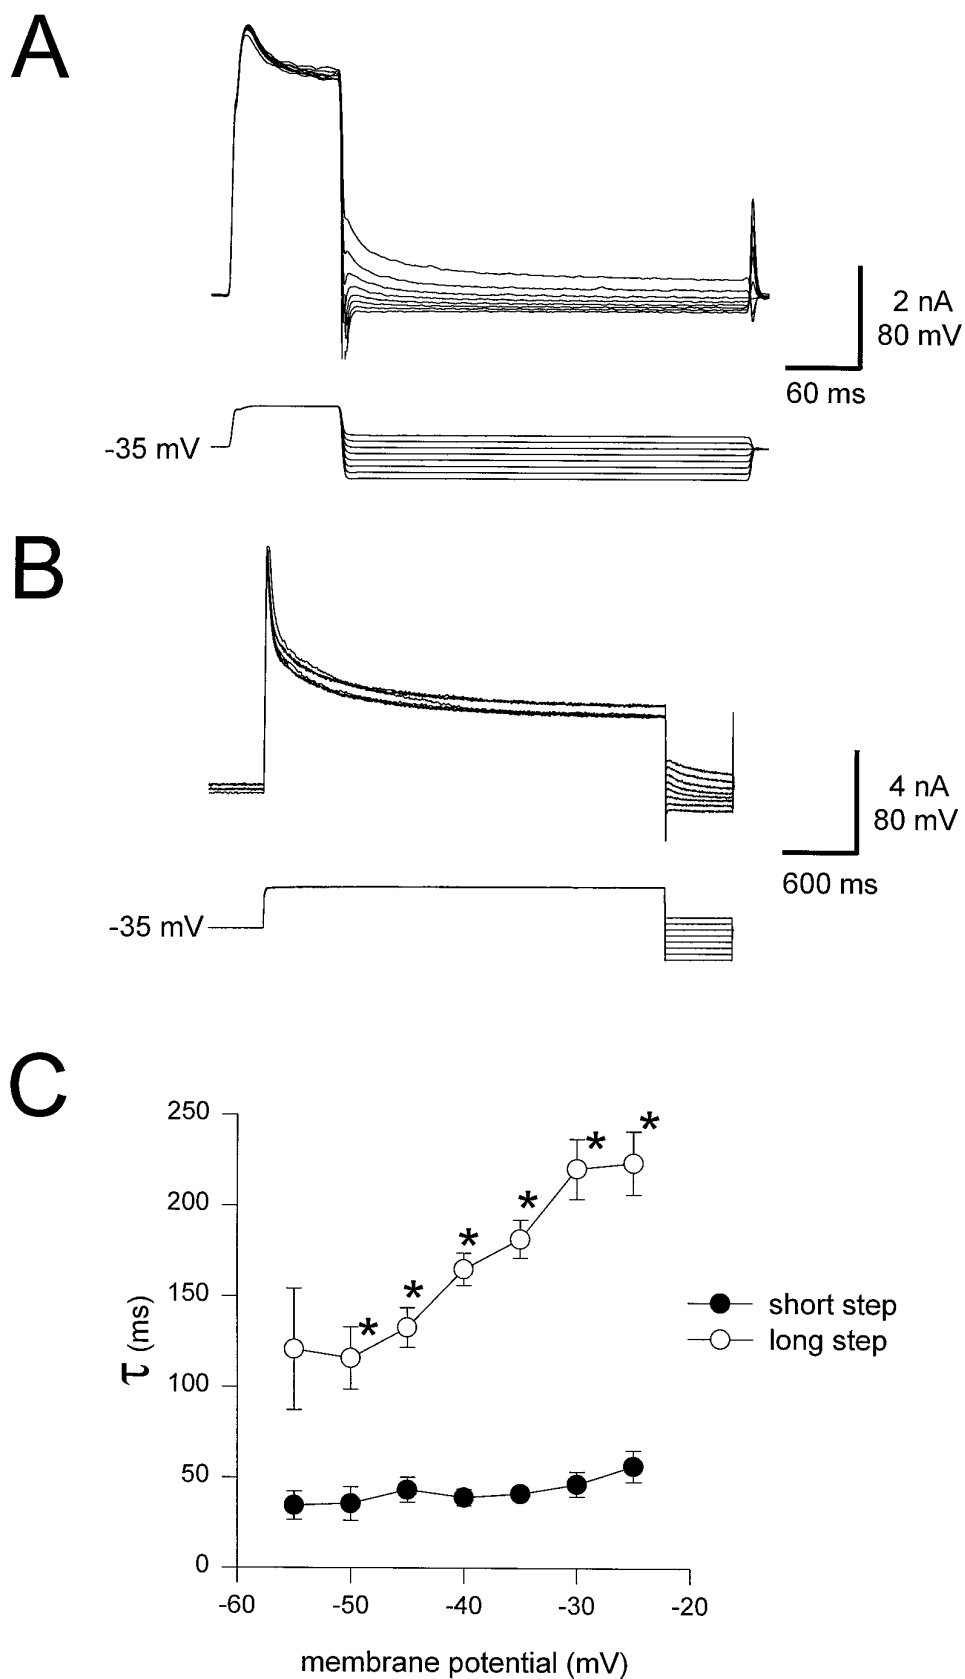 A
2 nA
80 mV
60 ms
-35 mV
B
4 nA
80 mV
600 ms
-35 mV
C
250
200
150
100
50
0
τ (ms)
* * * * * *
short step
long step
-60 -50 -40 -30 -20
membrane potential (mV)